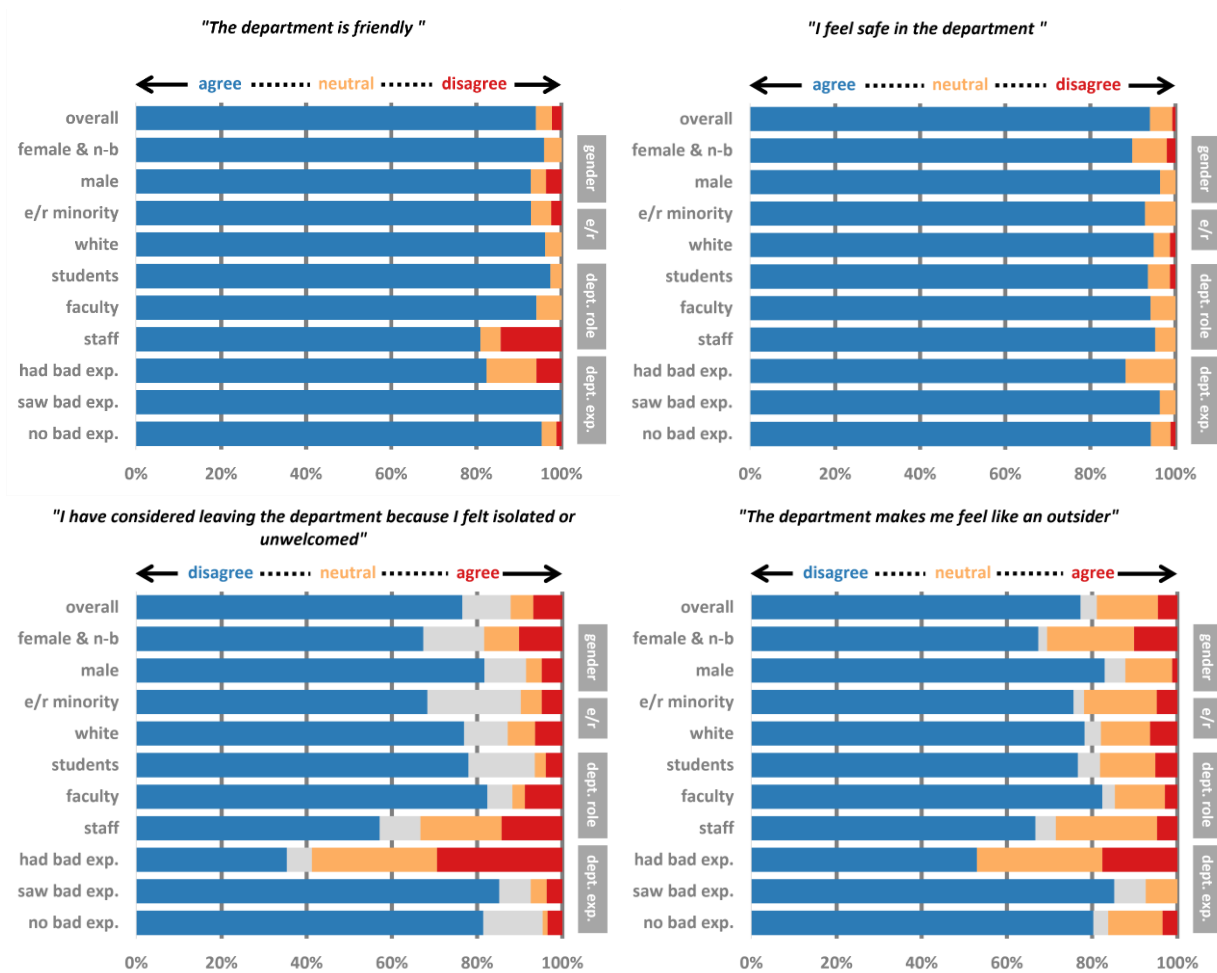 "The department is friendly "
agree neutral disagree
overall
female & n-b
male
e/r minority
white
students
faculty
staff
had bad exp.
saw bad exp.
no bad exp.
gender
e/r
dept. role
dept. exp.
0% 20% 40% 60% 80% 100%
"I feel safe in the department "
agree neutral disagree
overall
female & n-b
male
e/r minority
white
students
faculty
staff
had bad exp.
saw bad exp.
no bad exp.
gender
e/r
dept. role
dept. exp.
0% 20% 40% 60% 80% 100%
"I have considered leaving the department because I felt isolated or
unwelcomed"
disagree neutral agree
overall
female & n-b
male
e/r minority
white
students
faculty
staff
had bad exp.
saw bad exp.
no bad exp.
gender
e/r
dept. role
dept. exp.
0% 20% 40% 60% 80% 100%
"The department makes me feel like an outsider"
disagree neutral agree
overall
female & n-b
male
e/r minority
white
students
faculty
staff
had bad exp.
saw bad exp.
no bad exp.
gender
e/r
dept. role
dept. exp.
0% 20% 40% 60% 80% 100%